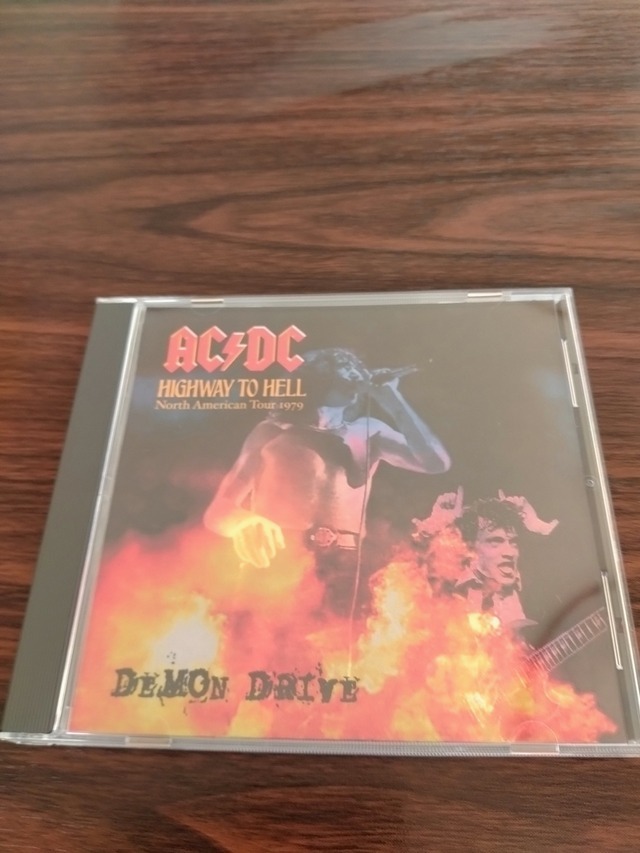 AC⚡DC
HIGHWAY TO HELL
North American Tour 1979
DEMON DRIVE